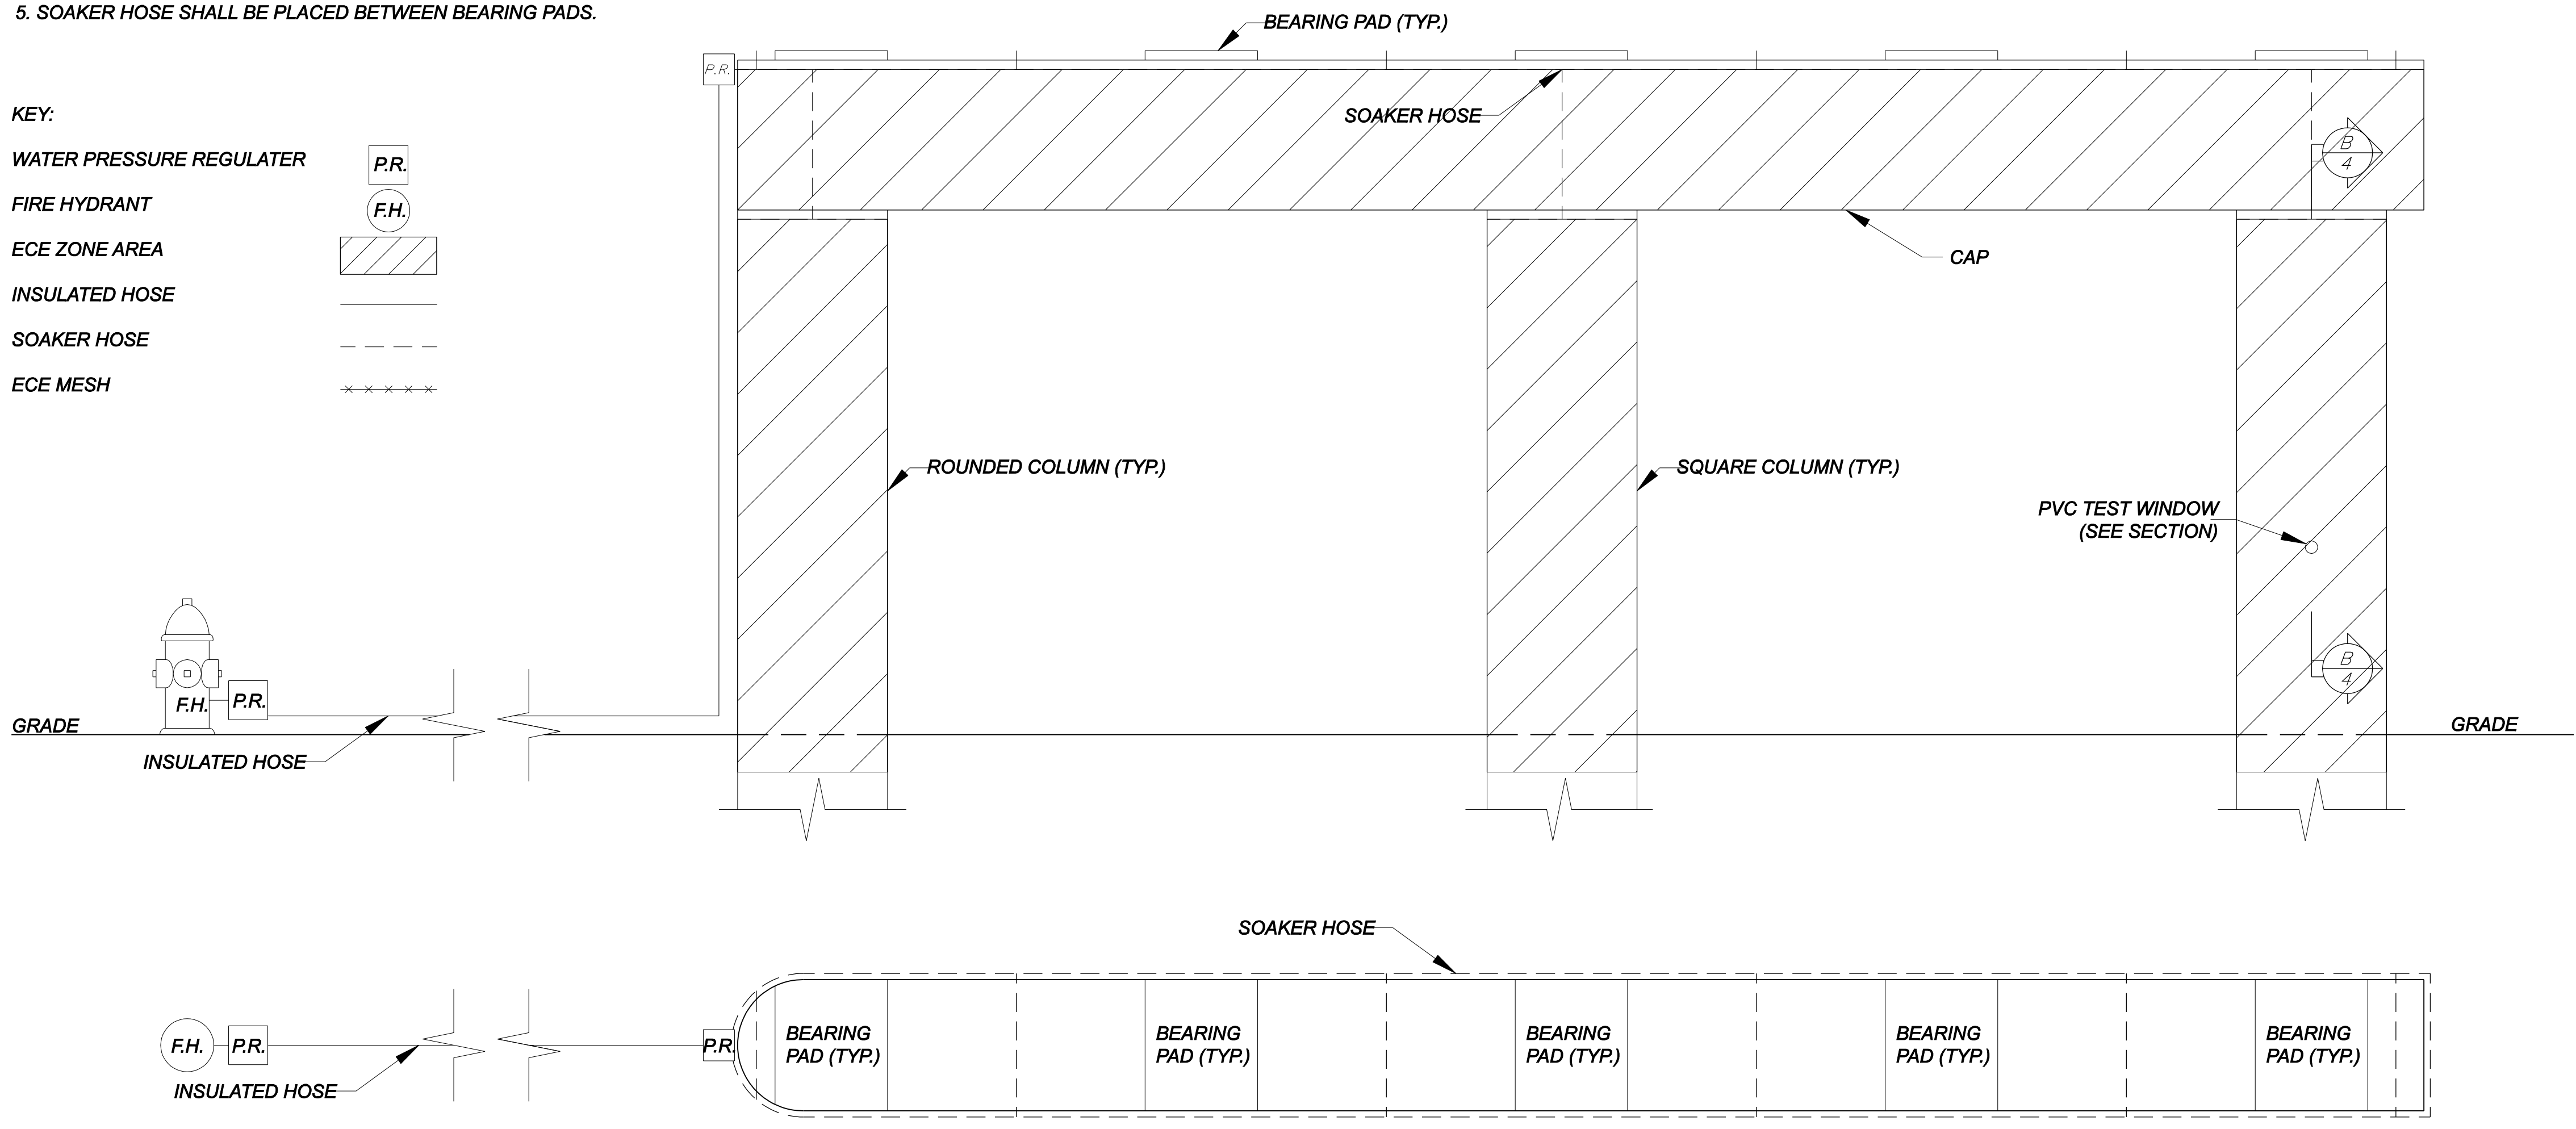 5. SOAKER HOSE SHALL BE PLACED BETWEEN BEARING PADS.
BEARING PAD (TYP.)
P.R.
SOAKER HOSE
KEY:
WATER PRESSURE REGULATER
P.R.
FIRE HYDRANT
F.H.
ECE ZONE AREA
INSULATED HOSE
SOAKER HOSE
ECE MESH
B
4
CAP
ROUNDED COLUMN (TYP.)
SQUARE COLUMN (TYP.)
PVC TEST WINDOW
(SEE SECTION)
B
4
F.H.
P.R.
GRADE
GRADE
INSULATED HOSE
SOAKER HOSE
F.H.
P.R.
P.R.
BEARING
PAD (TYP.)
BEARING
PAD (TYP.)
BEARING
PAD (TYP.)
BEARING
PAD (TYP.)
BEARING
PAD (TYP.)
INSULATED HOSE